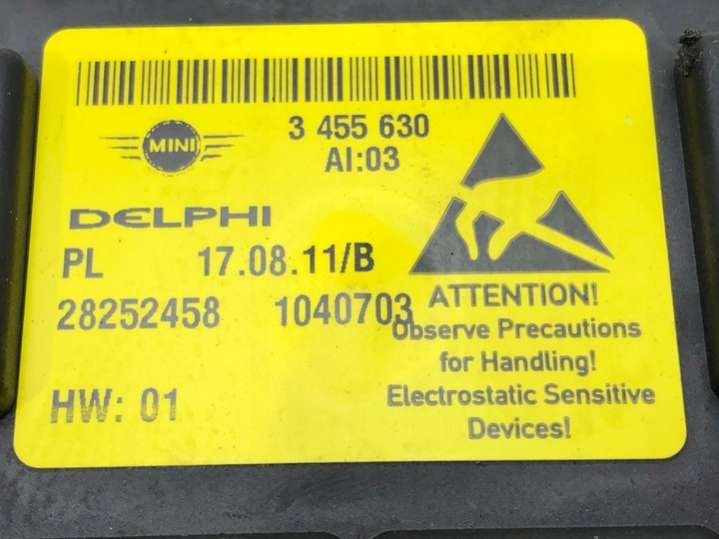 MINI
3 455 630
AI:03
DELPHI
PL 17.08.11/B
28252458 1040703
HW: 01
ATTENTION!
Observe Precautions
for Handling!
Electrostatic Sensitive
Devices!